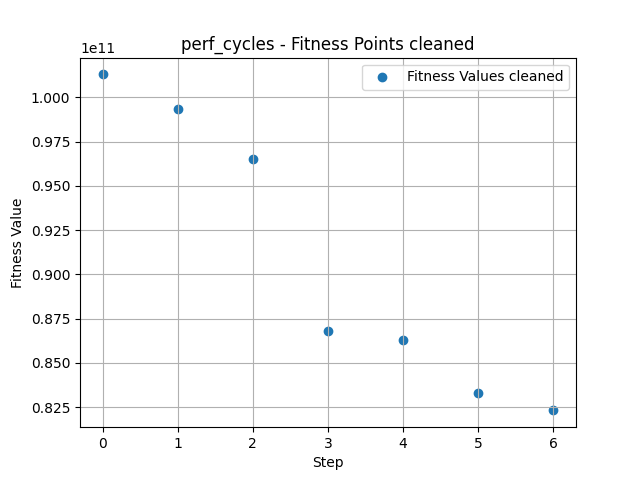 perf_cycles - Fitness Points cleaned
1e11
Fitness Values cleaned
1.000
0.975
0.950
0.925
0.900
0.875
0.850
0.825
Fitness Value
0 1 2 3 4 5 6
Step